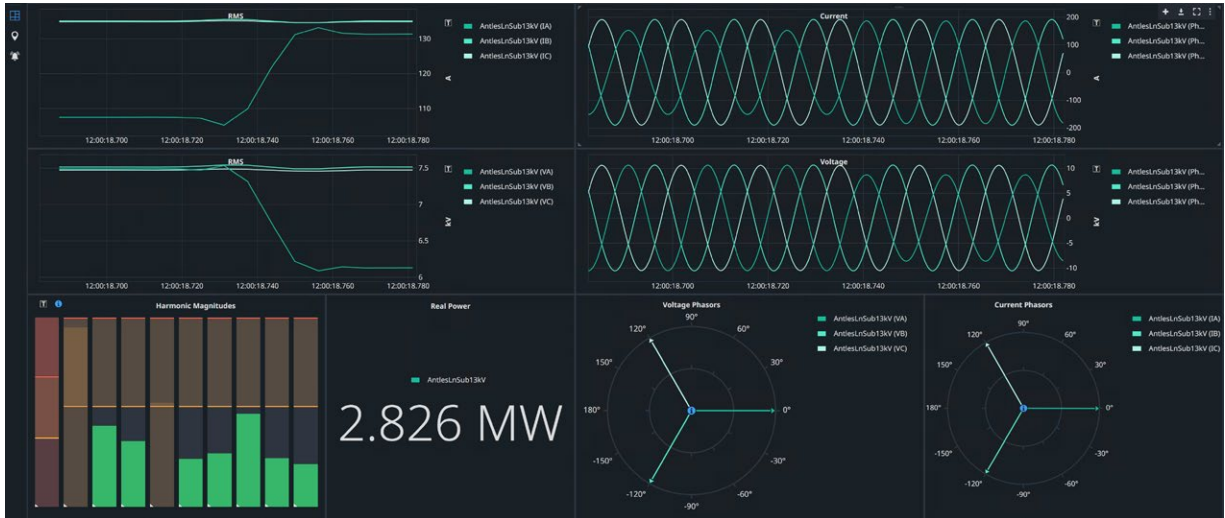 RMS
AntlesLnSub13kV (IA)
AntlesLnSub13kV (IB)
AntlesLnSub13kV (IC)
130
120
110
A
12:00:18.700
12:00:18.720
12:00:18.740
12:00:18.760
12:00:18.780
Current
AntlesLnSub13kV (Ph...
AntlesLnSub13kV (Ph...
AntlesLnSub13kV (Ph...
200
100
0
-100
-200
A
12:00:18.700
12:00:18.720
12:00:18.740
12:00:18.760
12:00:18.780
RMS
AntlesLnSub13kV (VA)
AntlesLnSub13kV (VB)
AntlesLnSub13kV (VC)
7.5
7
6.5
6
kV
12:00:18.700
12:00:18.720
12:00:18.740
12:00:18.760
12:00:18.780
Voltage
AntlesLnSub13kV (Ph...
AntlesLnSub13kV (Ph...
AntlesLnSub13kV (Ph...
10
5
0
-5
-10
kV
12:00:18.700
12:00:18.720
12:00:18.740
12:00:18.760
12:00:18.780
Harmonic Magnitudes
Real Power
AntlesLnSub13kV
2.826 MW
Voltage Phasors
AntlesLnSub13kV (VA)
AntlesLnSub13kV (VB)
AntlesLnSub13kV (VC)
90°
120°
60°
150°
30°
180°
0°
-150°
-30°
-120°
-60°
-90°
Current Phasors
AntlesLnSub13kV (IA)
AntlesLnSub13kV (IB)
AntlesLnSub13kV (IC)
90°
120°
60°
150°
30°
180°
0°
-150°
-30°
-120°
-60°
-90°